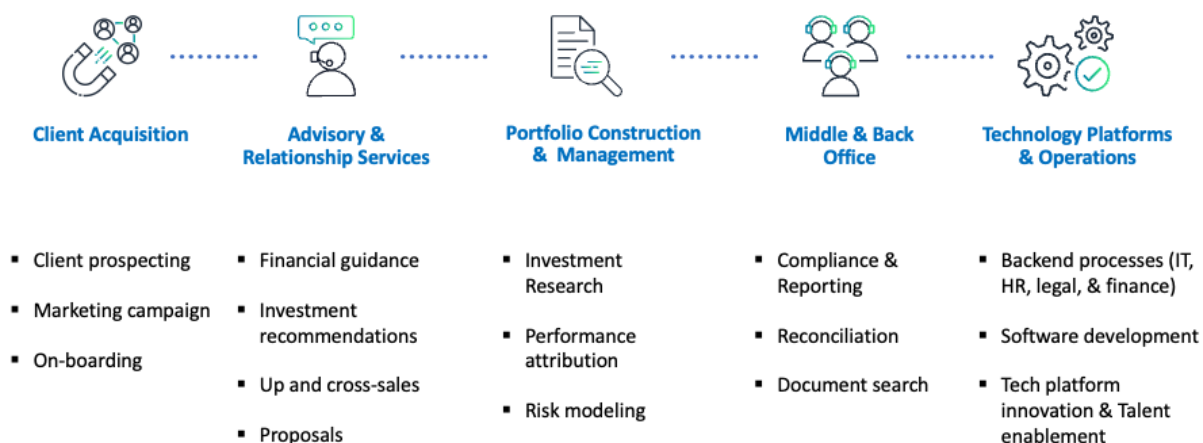 Client Acquisition
Advisory &
Relationship Services
Portfolio Construction
& Management
Middle & Back
Office
Technology Platforms
& Operations
▪ Client prospecting
▪ Marketing campaign
▪ On-boarding
▪ Financial guidance
▪ Investment
recommendations
▪ Up and cross-sales
▪ Proposals
▪ Investment
Research
▪ Performance
attribution
▪ Risk modeling
▪ Compliance &
Reporting
▪ Reconciliation
▪ Document search
▪ Backend processes (IT,
HR, legal, & finance)
▪ Software development
▪ Tech platform
innovation & Talent
enablement